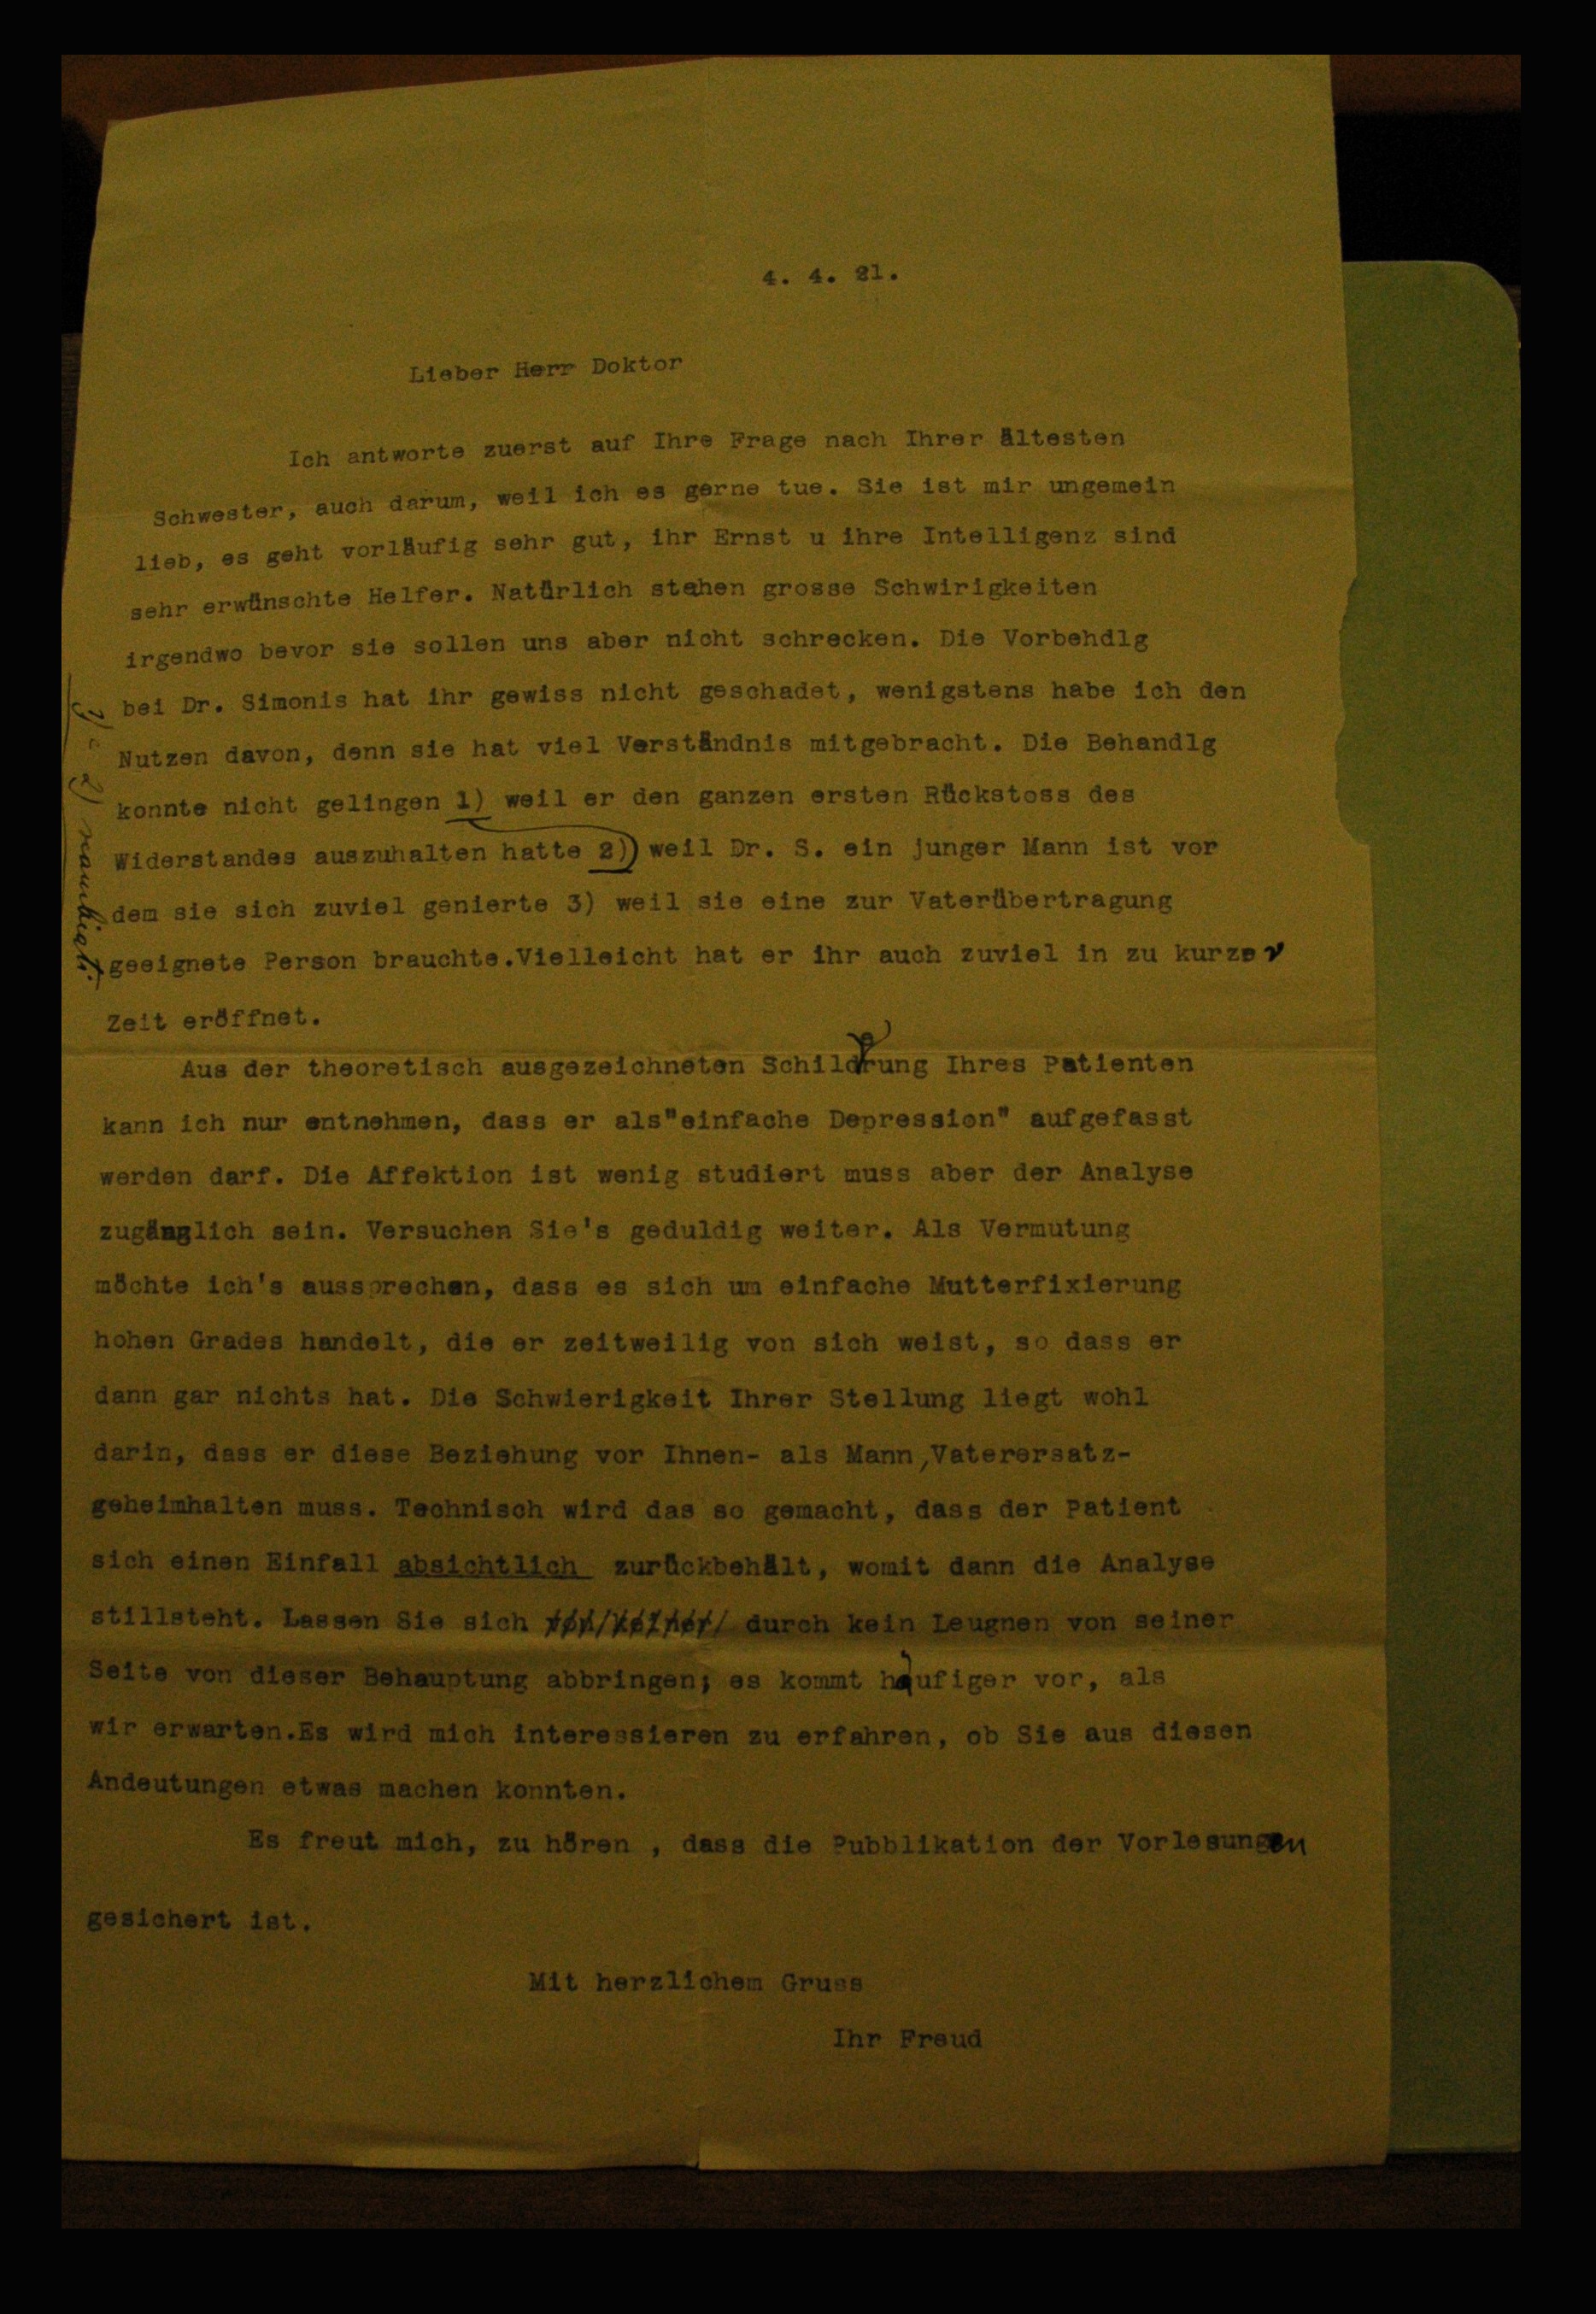 4. 4. 21.
Lieber Herr Doktor
Ich antworte zuerst auf Ihre Frage nach Ihrer ältesten
Schwester, auch darum, weil ich es gerne tue. Sie ist mir ungemein
lieb, es geht vorläufig sehr gut, ihr Ernst u ihre Intelligenz sind
sehr erwünschte Helfer. Natürlich stehen grosse Schwirigkeiten
irgendwo bevor sie sollen uns aber nicht schrecken. Die Vorbehdlg
bei Dr. Simonis hat ihr gewiss nicht geschadet, wenigstens habe ich den
Nutzen davon, denn sie hat viel Verständnis mitgebracht. Die Behandlg
konnte nicht gelingen 1) weil er den ganzen ersten Rückstoss des
Widerstandes auszuhalten hatte 2) weil Dr. S. ein junger Mann ist vor
dem sie sich zuviel genierte 3) weil sie eine zur Vaterübertragung
geeignete Person brauchte.Vielleicht hat er ihr auch zuviel in zu kurzer
Zeit eröffnet.
Aus der theoretisch ausgezeichneten Schilderung Ihres Patienten
kann ich nur entnehmen, dass er als"einfache Depression" aufgefasst
werden darf. Die Affektion ist wenig studiert muss aber der Analyse
zugänglich sein. Versuchen Sie's geduldig weiter. Als Vermutung
möchte ich's aussprechen, dass es sich um einfache Mutterfixierung
hohen Grades handelt, die er zeitweilig von sich weist, so dass er
dann gar nichts hat. Die Schwierigkeit Ihrer Stellung liegt wohl
darin, dass er diese Beziehung vor Ihnen- als Mann,Vaterersatz-
geheimhalten muss. Technisch wird das so gemacht, dass der Patient
sich einen Einfall absichtlich zurückbehält, womit dann die Analyse
stillsteht. Lassen Sie sich durch kein Leugnen von seiner
Seite von dieser Behauptung abbringen; es kommt häufiger vor, als
wir erwarten.Es wird mich interessieren zu erfahren, ob Sie aus diesen
Andeutungen etwas machen konnten.
Es freut mich, zu hören , dass die Pubblikation der Vorlesungen
gesichert ist.
Mit herzlichem Gruss
Ihr Freud